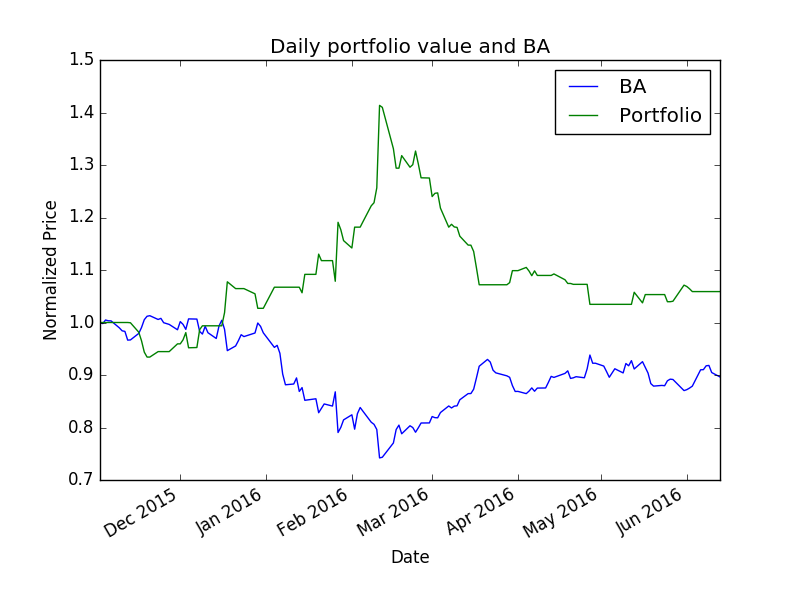 Daily portfolio value and BA
1.5
1.4
1.3
1.2
1.1
1.0
0.9
0.8
0.7
Normalized Price
BA
Portfolio
Dec 2015
Jan 2016
Feb 2016
Mar 2016
Apr 2016
May 2016
Jun 2016
Date